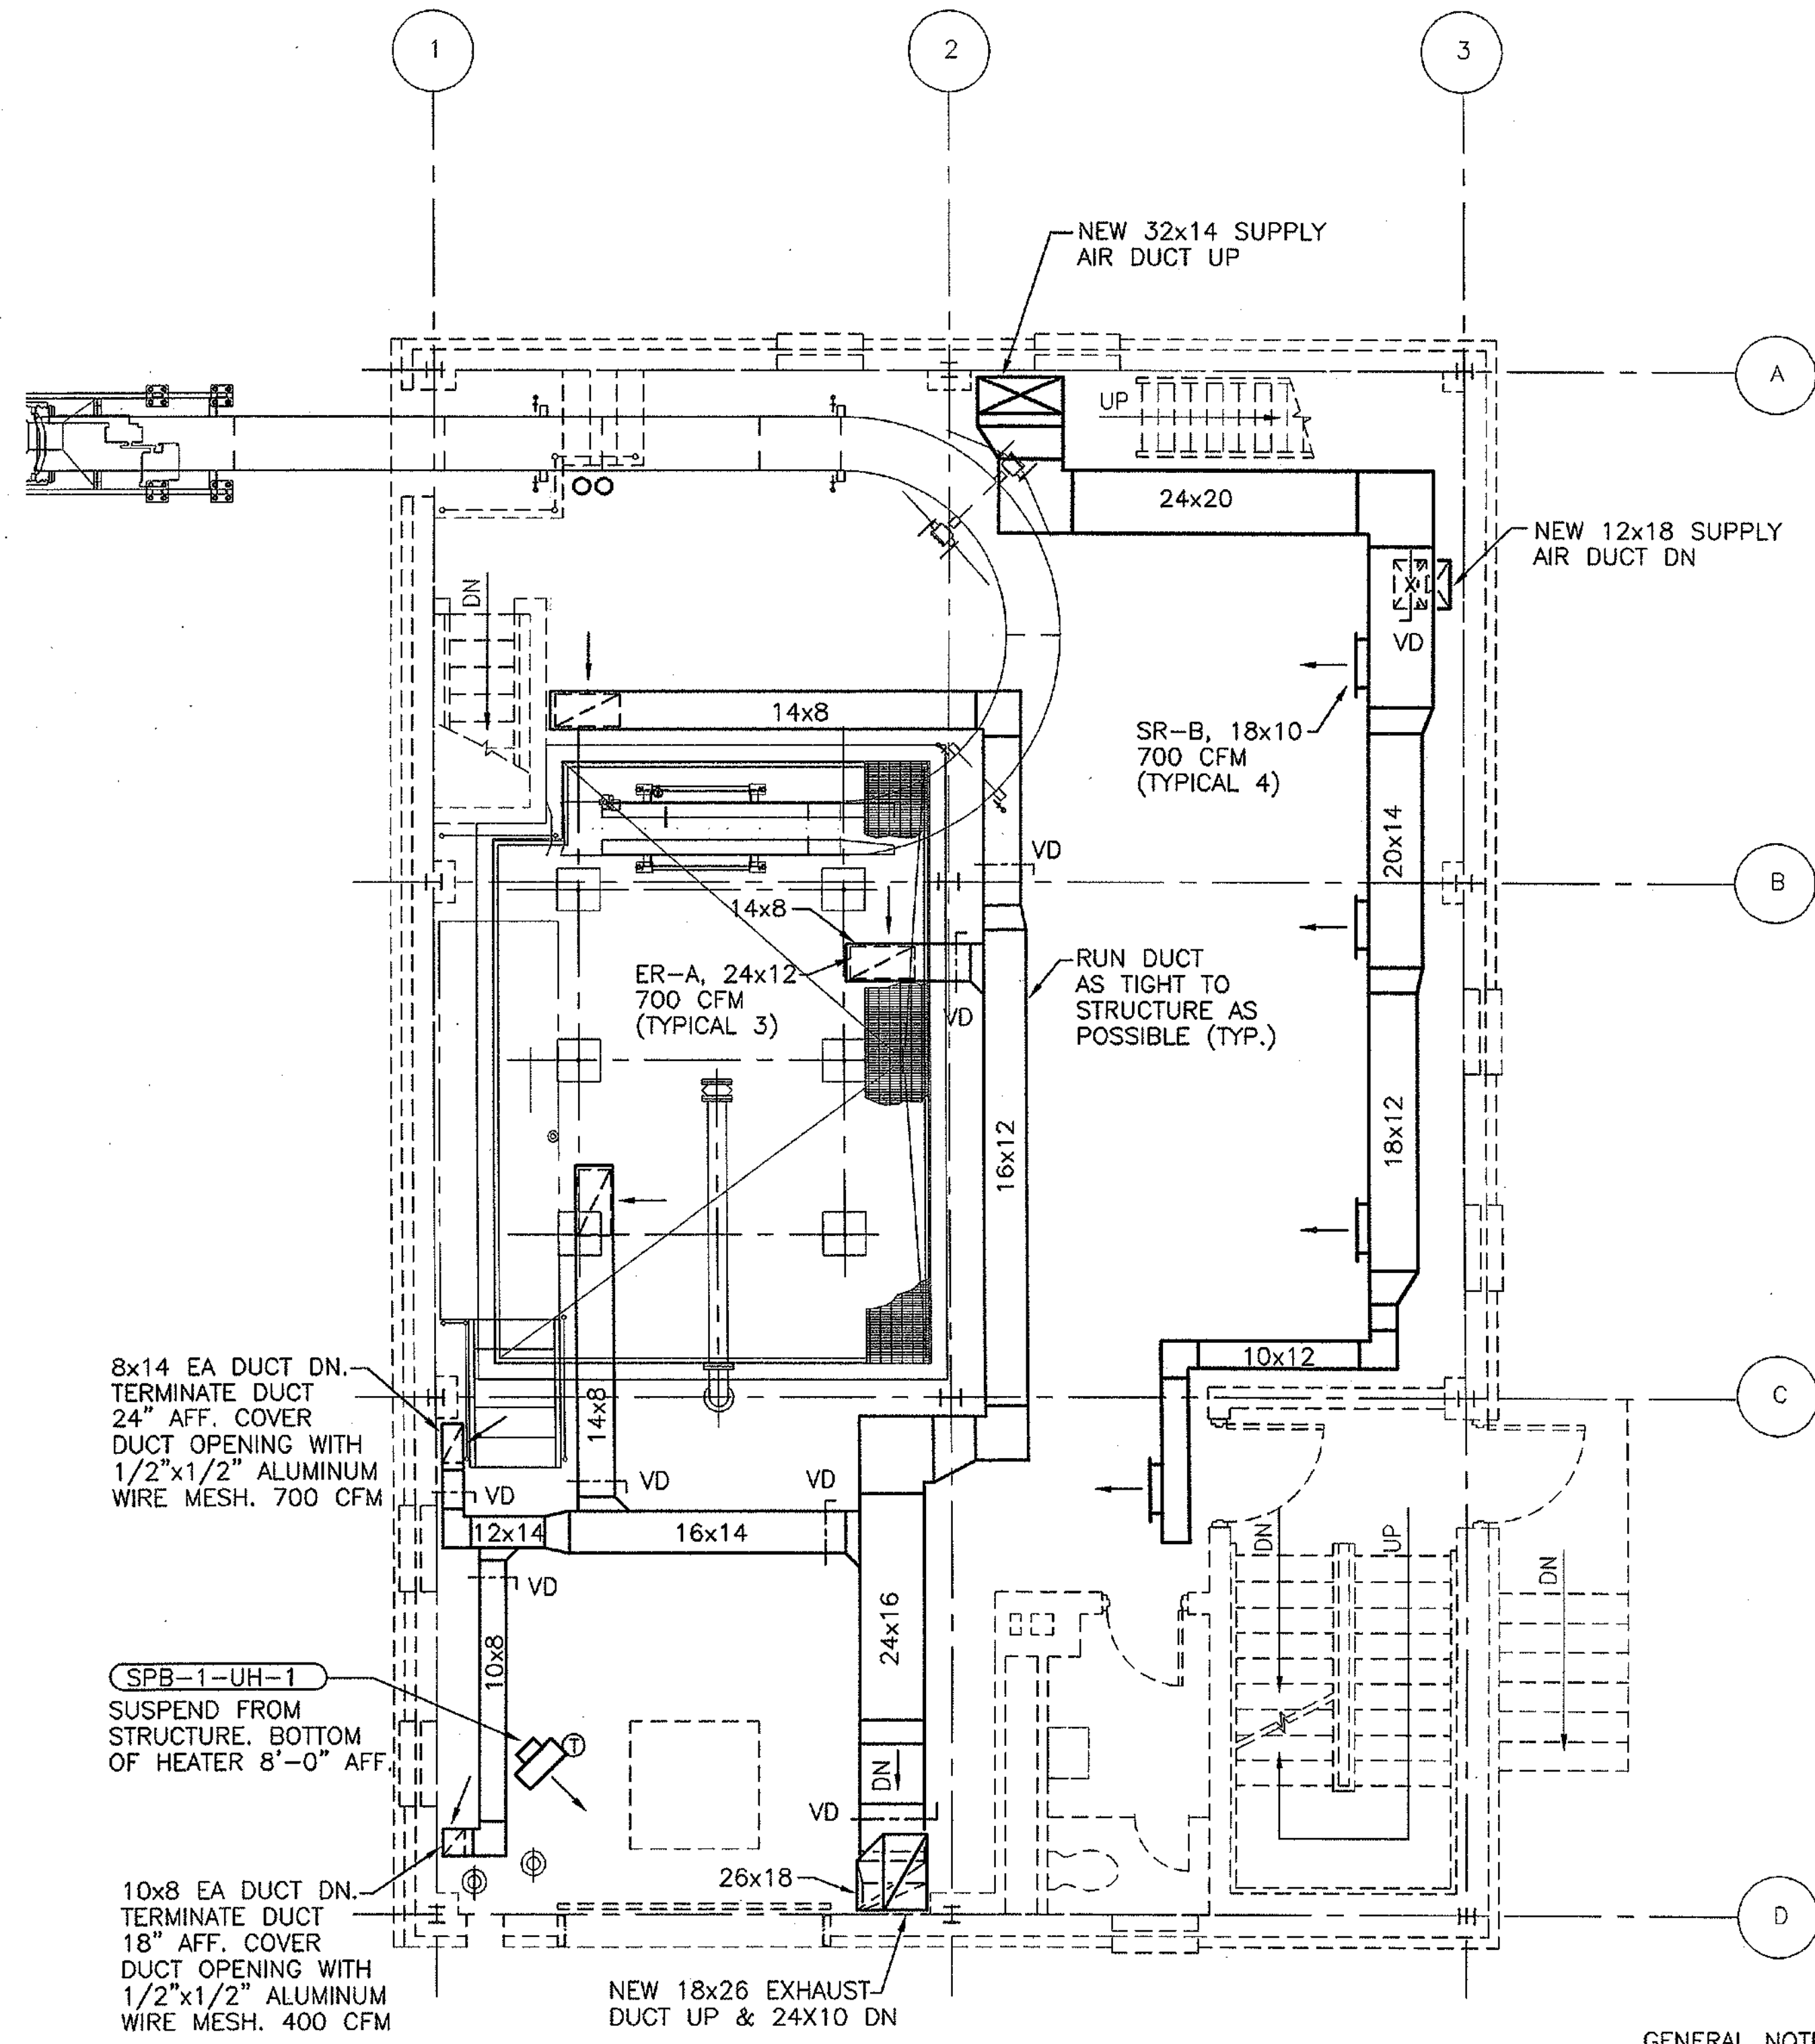 1
2
3
NEW 32x14 SUPPLY
AIR DUCT UP
A
UP
24x20
NEW 12x18 SUPPLY
AIR DUCT DN
DN
VD
14x8
SR-B, 18x10
700 CFM
(TYPICAL 4)
20x14
VD
B
14x8
ER-A, 24x12
700 CFM
(TYPICAL 3)
VD
RUN DUCT
AS TIGHT TO
STRUCTURE AS
POSSIBLE (TYP.)
16x12
18x12
10x12
8x14 EA DUCT DN.
TERMINATE DUCT
24" AFF. COVER
DUCT OPENING WITH
1/2"x1/2" ALUMINUM
WIRE MESH. 700 CFM
14x8
C
VD
VD
VD
12x14
16x14
DN
UP
DN
VD
10x8
24x16
SPB-1-UH-1
SUSPEND FROM
STRUCTURE. BOTTOM
OF HEATER 8'-0" AFF.
T
DN
VD
10x8 EA DUCT DN.
TERMINATE DUCT
18" AFF. COVER
DUCT OPENING WITH
1/2"x1/2" ALUMINUM
WIRE MESH. 400 CFM
26x18
D
NEW 18x26 EXHAUST
DUCT UP & 24X10 DN
GENERAL NOT